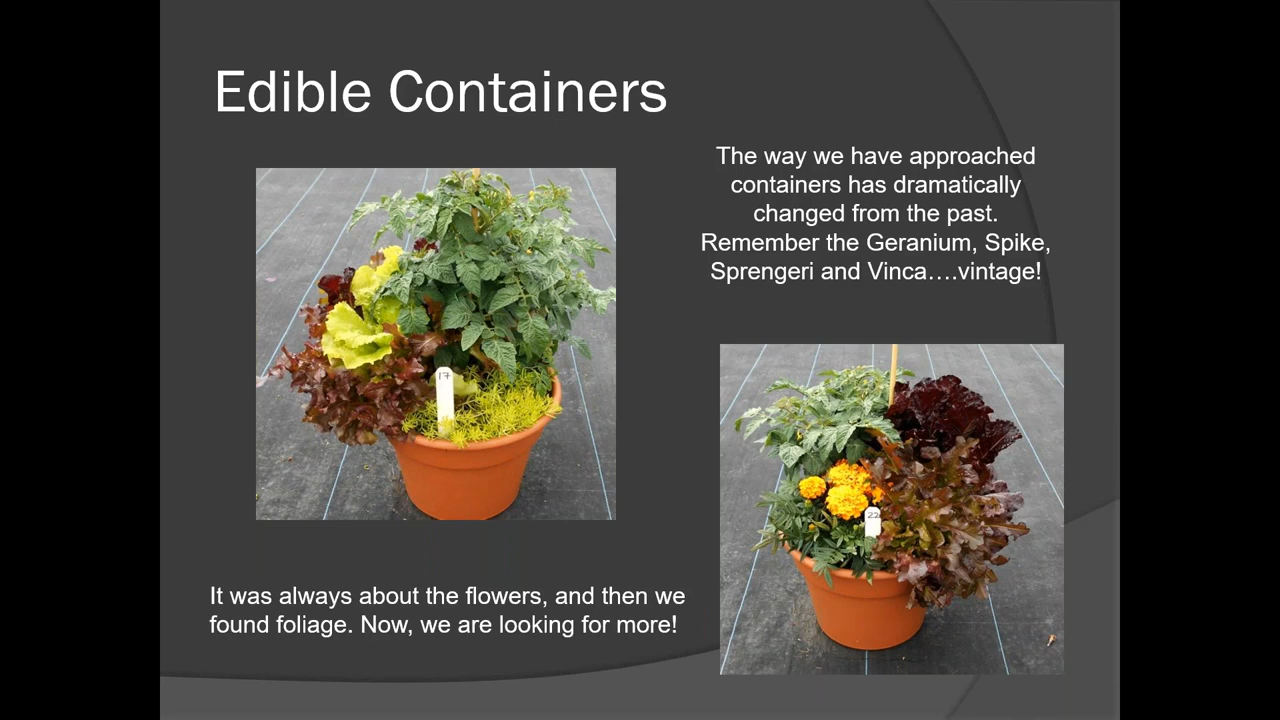 Edible Containers
The way we have approached
containers has dramatically
changed from the past.
Remember the Geranium, Spike,
Sprengeri and Vinca….vintage!
17
22
It was always about the flowers, and then we
found foliage. Now, we are looking for more!